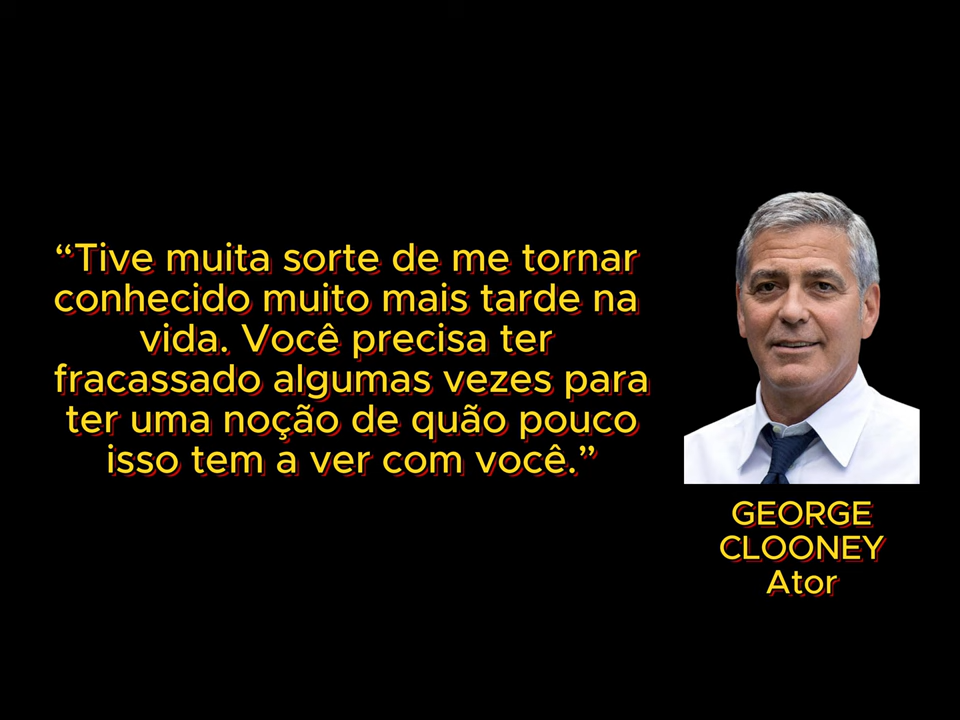 “Tive muita sorte de me tornar
conhecido muito mais tarde na
vida. Você precisa ter
fracassado algumas vezes para
ter uma noção de quão pouco
isso tem a ver com você.”
GEORGE
CLOONEY
Ator